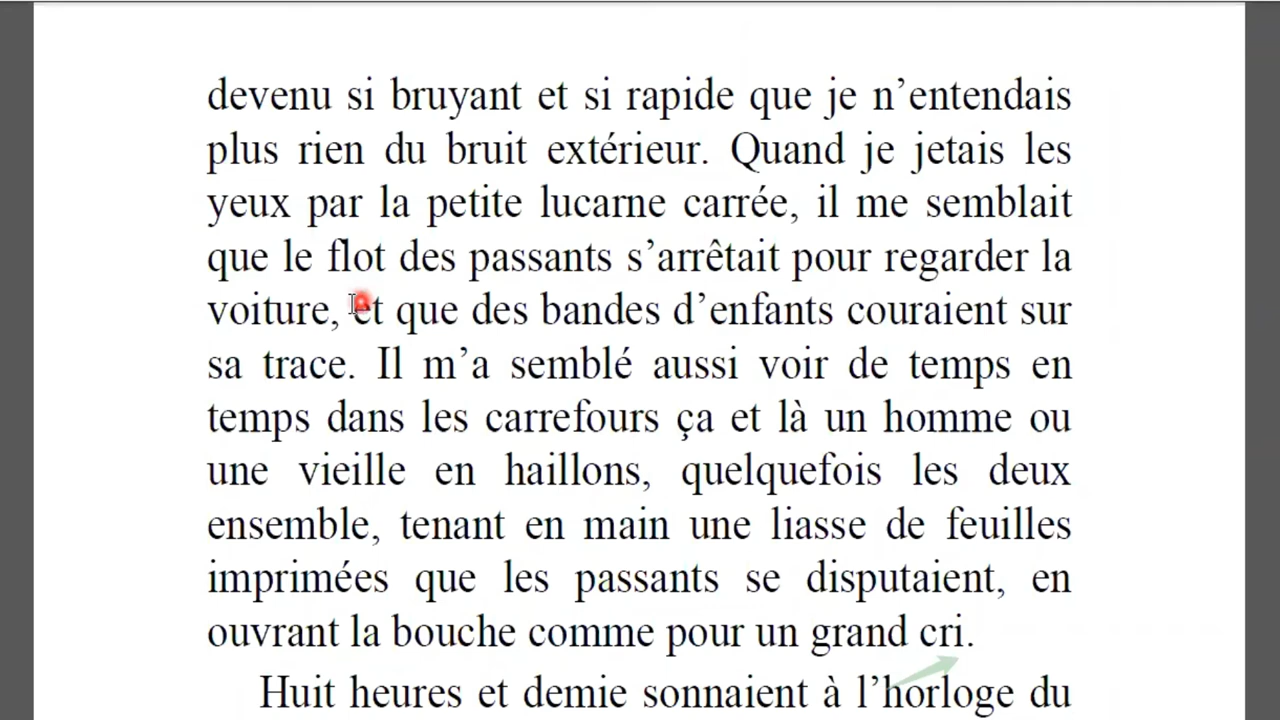 devenu si bruyant et si rapide que je n’entendais
plus rien du bruit extérieur. Quand je jetais les
yeux par la petite lucarne carrée, il me semblait
que le flot des passants s’arrêtait pour regarder la
voiture, et que des bandes d’enfants couraient sur
sa trace. Il m’a semblé aussi voir de temps en
temps dans les carrefours ça et là un homme ou
une vieille en haillons, quelquefois les deux
ensemble, tenant en main une liasse de feuilles
imprimées que les passants se disputaient, en
ouvrant la bouche comme pour un grand cri.
Huit heures et demie sonnaient à l’horloge du